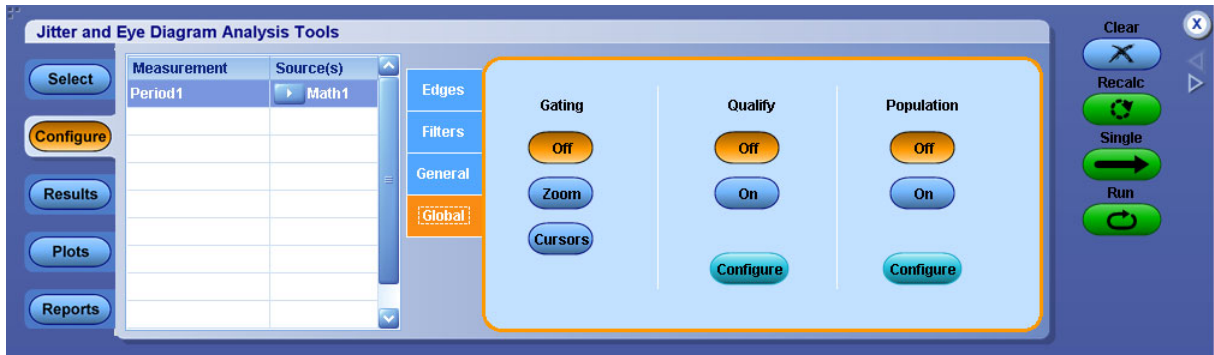 Jitter and Eye Diagram Analysis Tools
Select
Configure
Results
Plots
Reports
Measurement Source(s)
Period1 Math1
Edges
Filters
General
Global
Gating
Off
Zoom
Cursors
Qualify
Off
On
Configure
Population
Off
On
Configure
Clear
X
Recalc
Single
Run